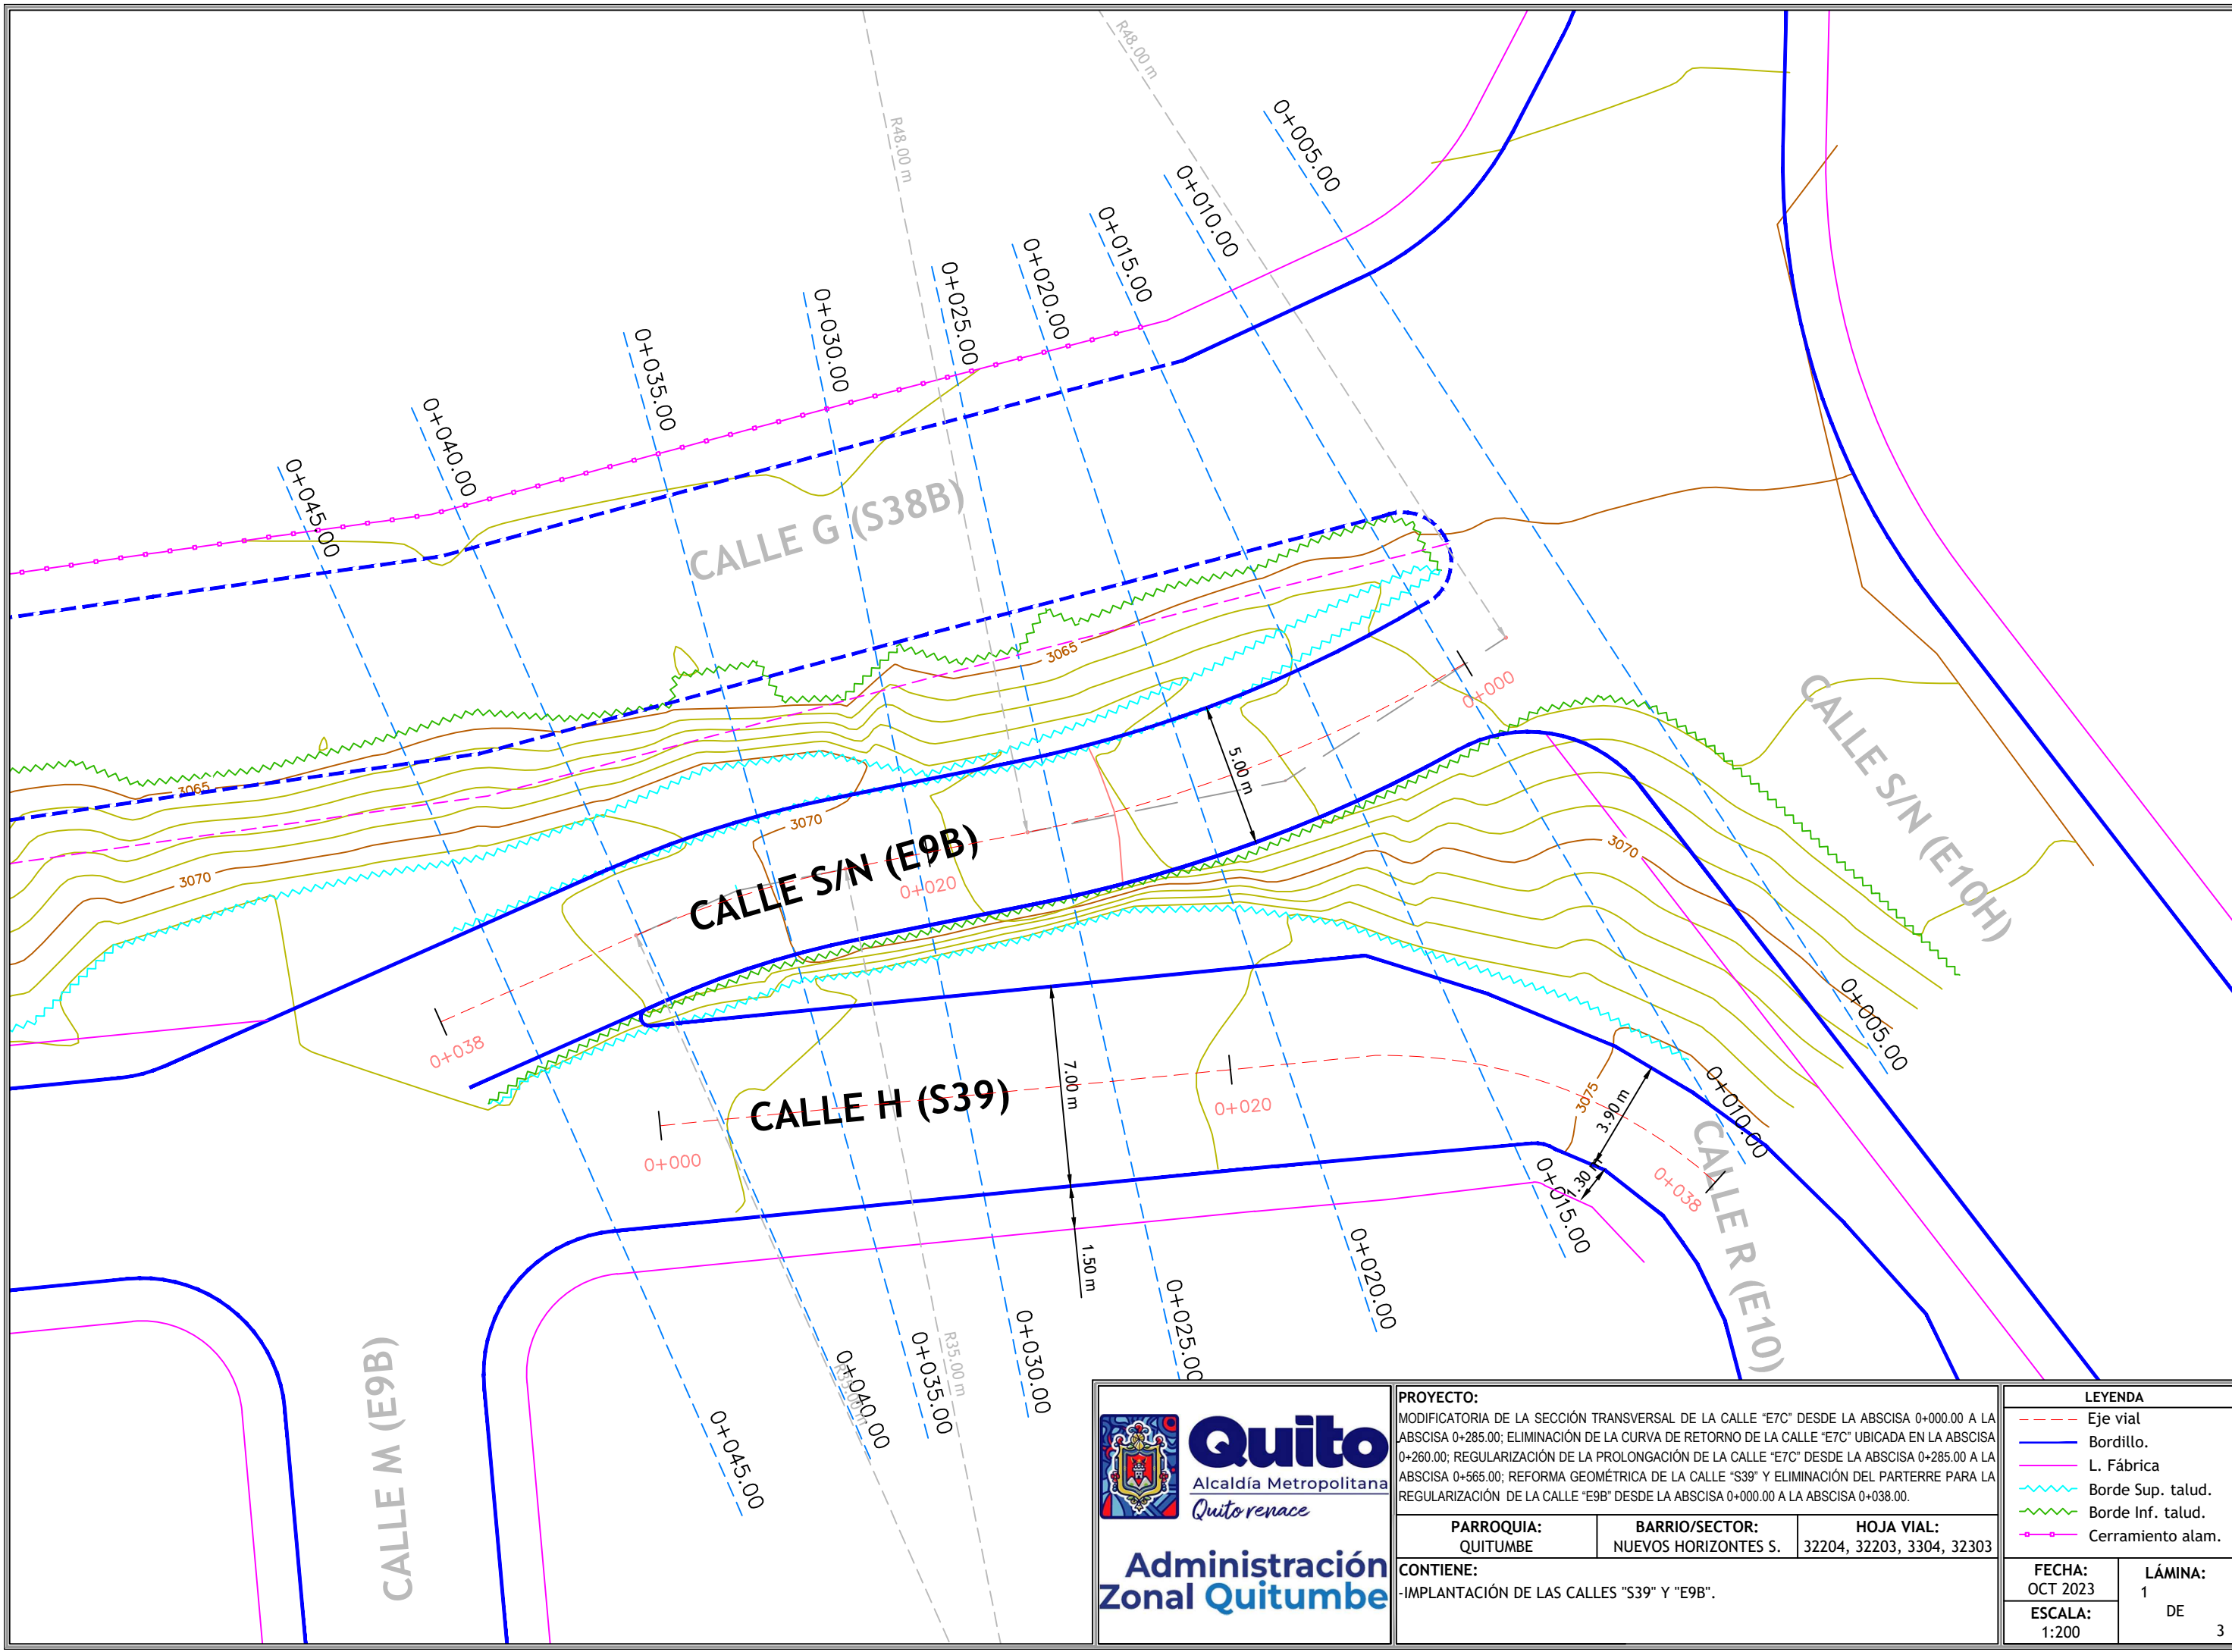 R48.00 m
R48.00 m
0+005.00
0+010.00
0+015.00
0+020.00
0+025.00
0+030.00
0+035.00
0+040.00
0+045.00
CALLE G (S38B)
3065
3065
0+000
CALLE S/N (E10H)
5.00 m
3070
3070
3070
CALLE S/N (E9B)
0+020
0+038
0+005.00
7.00 m
CALLE H (S39)
0+020
0+000
3075
3.90 m
1.30 m
0+038
0+010.00
CALLE R (E10)
0+015.00
1.50 m
0+020.00
0+025.00
0+030.00
R35.00 m
0+035.00
0+040.00
0+045.00
CALLE M (E9B)
Quito
Alcaldía Metropolitana
Quito renace
Administración
Zonal Quitumbe
PROYECTO:
MODIFICATORIA DE LA SECCIÓN TRANSVERSAL DE LA CALLE “E7C” DESDE LA ABSCISA 0+000.00 A LA
ABSCISA 0+285.00; ELIMINACIÓN DE LA CURVA DE RETORNO DE LA CALLE “E7C” UBICADA EN LA ABSCISA
0+260.00; REGULARIZACIÓN DE LA PROLONGACIÓN DE LA CALLE “E7C” DESDE LA ABSCISA 0+285.00 A LA
ABSCISA 0+565.00; REFORMA GEOMÉTRICA DE LA CALLE “S39” Y ELIMINACIÓN DEL PARTERRE PARA LA
REGULARIZACIÓN DE LA CALLE “E9B” DESDE LA ABSCISA 0+000.00 A LA ABSCISA 0+038.00.
PARROQUIA:
QUITUMBE
BARRIO/SECTOR:
NUEVOS HORIZONTES S.
HOJA VIAL:
32204, 32203, 3304, 32303
CONTIENE:
-IMPLANTACIÓN DE LAS CALLES "S39" Y "E9B".
LEYENDA
Eje vial
Bordillo.
L. Fábrica
Borde Sup. talud.
Borde Inf. talud.
Cerramiento alam.
FECHA:
OCT 2023
ESCALA:
1:200
LÁMINA:
1
DE
3